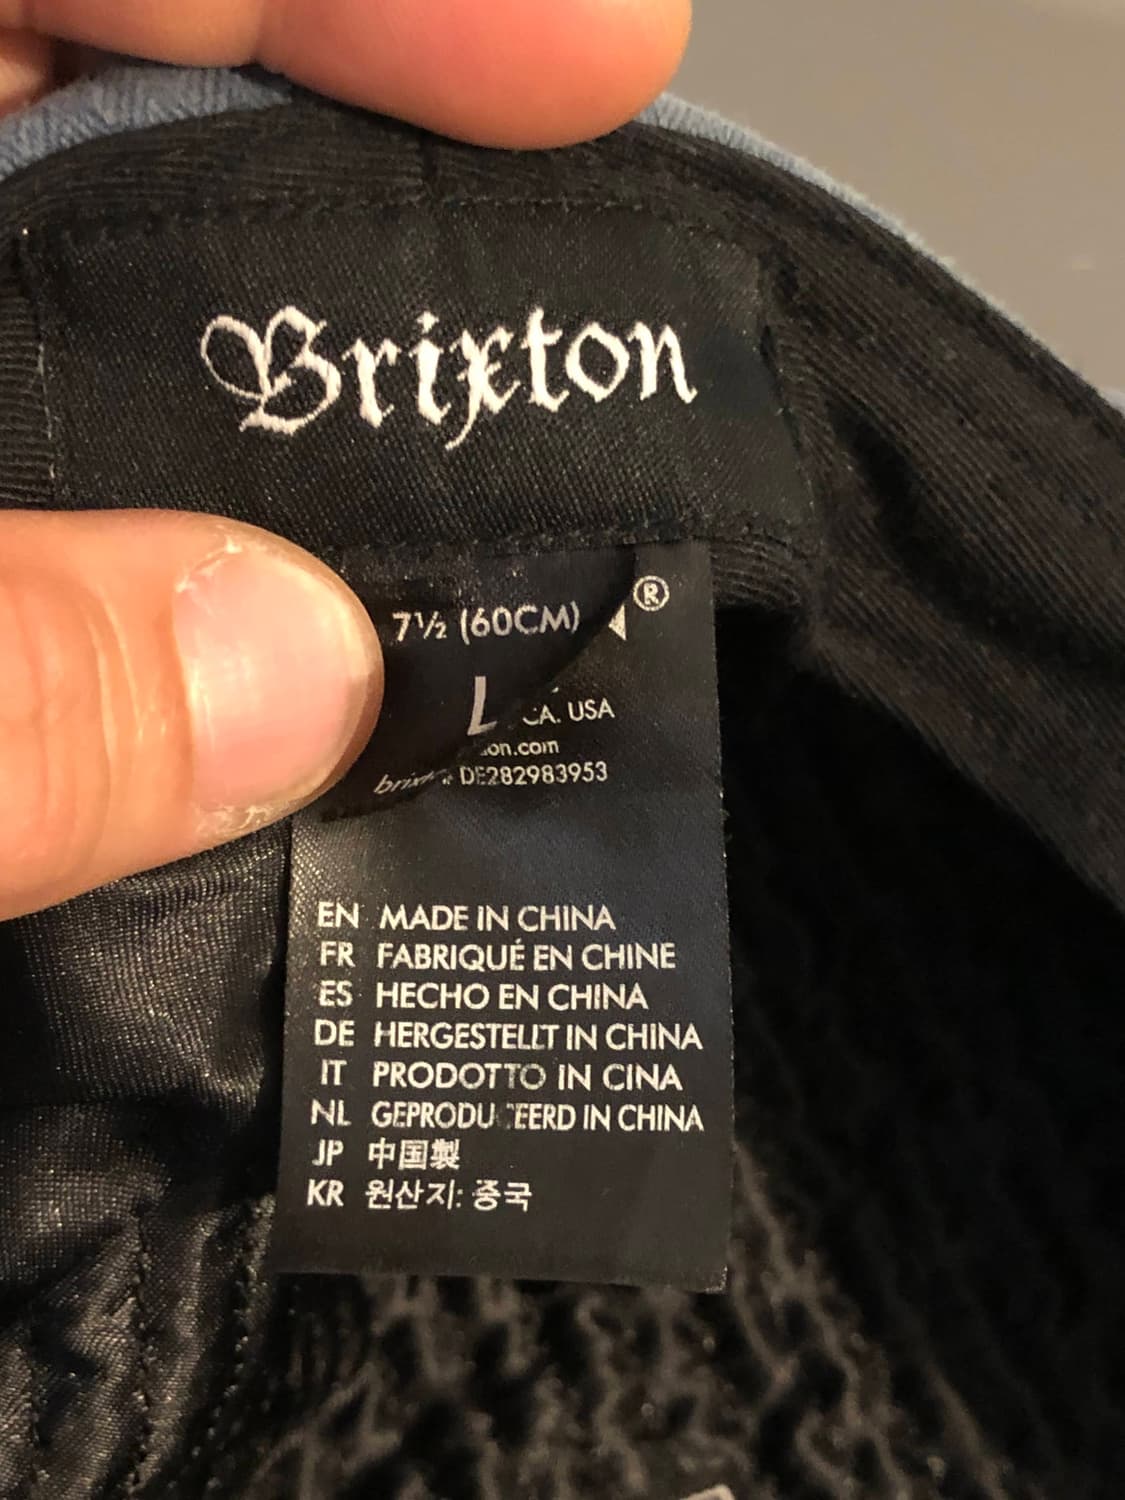 Brixton
®
7½ (60CM)
L
CA. USA
DE282983953
EN MADE IN CHINA
FR FABRIQUÉ EN CHINE
ES HECHO EN CHINA
DE HERGESTELLT IN CHINA
IT PRODOTTO IN CINA
NL GEPRODUCEERD IN CHINA
JP 中国製
KR 원산지: 중국